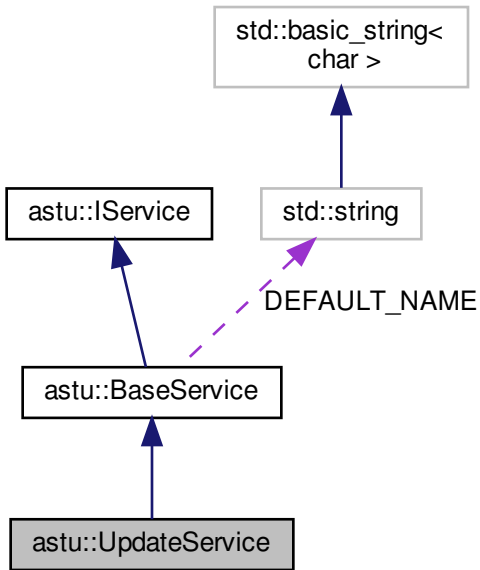 std::basic_string<
char >
astu::IService
std::string
DEFAULT_NAME
astu::BaseService
astu::UpdateService